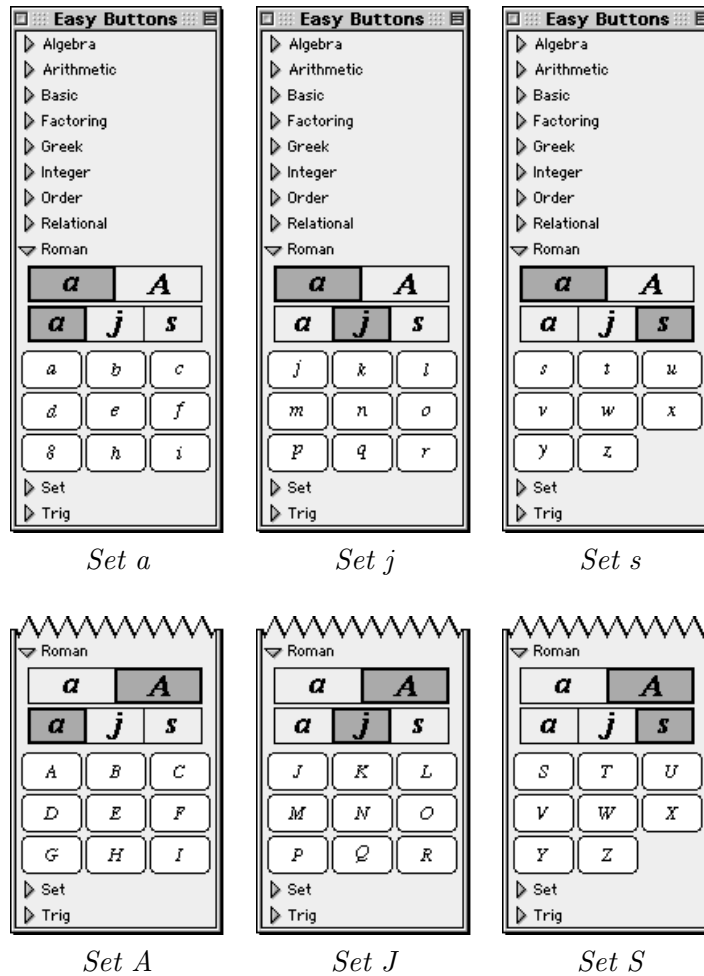 Easy Buttons
Algebra
Arithmetic
Basic
Factoring
Greek
Integer
Order
Relational
Roman
a A
a j s
a b c
d e f
g h i
Set
Trig
Set a
Easy Buttons
Algebra
Arithmetic
Basic
Factoring
Greek
Integer
Order
Relational
Roman
a A
a j s
j k l
m n o
p q r
Set
Trig
Set j
Easy Buttons
Algebra
Arithmetic
Basic
Factoring
Greek
Integer
Order
Relational
Roman
a A
a j s
s t u
v w x
y z
Set
Trig
Set s
Roman
a A
a j s
A B C
D E F
G H I
Set
Trig
Set A
Roman
a A
a j s
J K L
M N O
P Q R
Set
Trig
Set J
Roman
a A
a j s
S T U
V W X
Y Z
Set
Trig
Set S